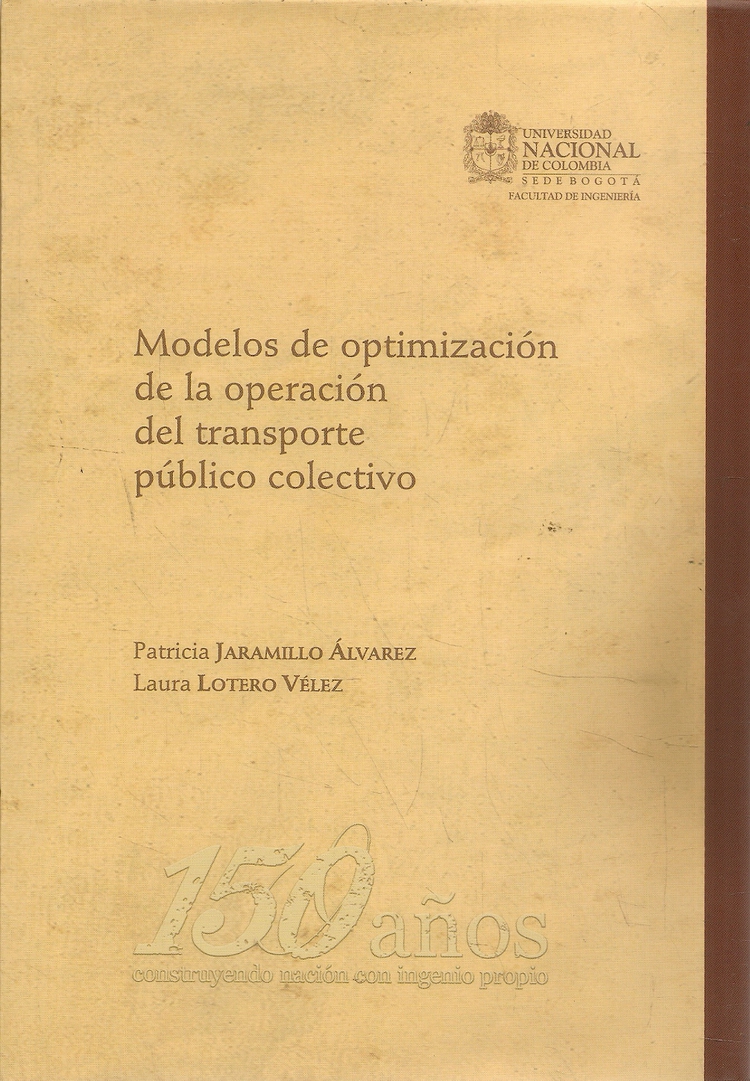 UNIVERSIDAD
NACIONAL
DE COLOMBIA
SEDE BOGOTÁ
FACULTAD DE INGENIERÍA
Modelos de optimización
de la operación
del transporte
público colectivo
Patricia JARAMILLO ÁLVAREZ
Laura LOTERO VÉLEZ
150 años
construyendo nación con ingenio propio